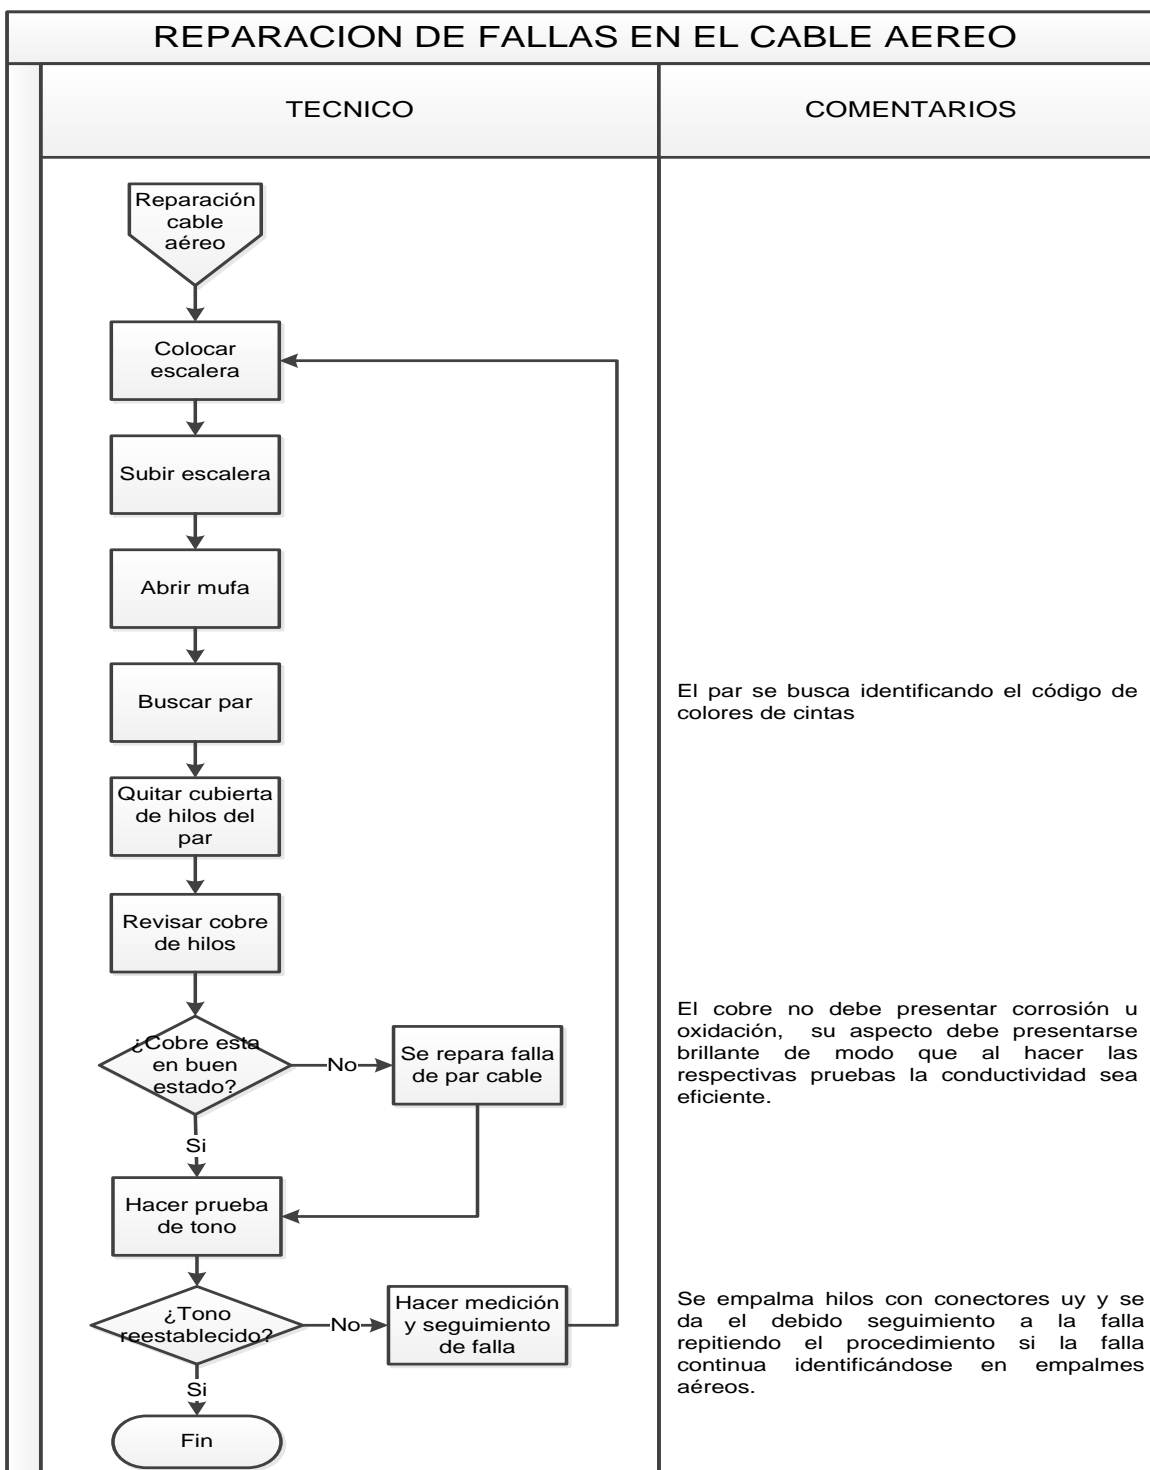 REPARACION DE FALLAS EN EL CABLE AEREO
TECNICO
COMENTARIOS
Reparación
cable
aéreo
Colocar
escalera
Subir escalera
Abrir mufa
Buscar par
El par se busca identificando el código de
colores de cintas
Quitar cubierta
de hilos del
par
Revisar cobre
de hilos
¿Cobre esta
en buen
estado?
No
Se repara falla
de par cable
El cobre no debe presentar corrosión u
oxidación, su aspecto debe presentarse
brillante de modo que al hacer las
respectivas pruebas la conductividad sea
eficiente.
Si
Hacer prueba
de tono
¿Tono
reestablecido?
No
Hacer medición
y seguimiento
de falla
Se empalma hilos con conectores uy y se
da el debido seguimiento a la falla
repitiendo el procedimiento si la falla
continua identificándose en empalmes
aéreos.
Si
Fin